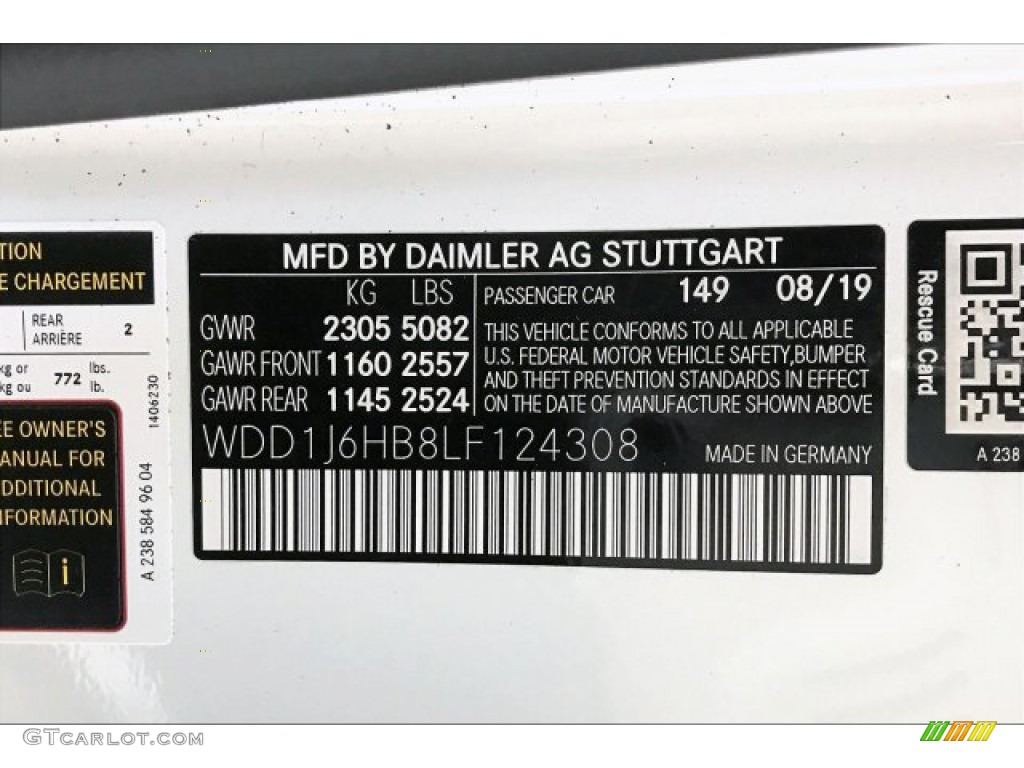 TION
E CHARGEMENT
REAR
ARRIÈRE 2
kg or
kg ou 772 lbs.
lb.
EE OWNER'S
ANUAL FOR
DDITIONAL
NFORMATION
i
1406230
A 238 584 96 04
MFD BY DAIMLER AG STUTTGART
KG LBS
GVWR 2305 5082
GAWR FRONT 1160 2557
GAWR REAR 1145 2524
PASSENGER CAR 149 08/19
THIS VEHICLE CONFORMS TO ALL APPLICABLE
U.S. FEDERAL MOTOR VEHICLE SAFETY,BUMPER
AND THEFT PREVENTION STANDARDS IN EFFECT
ON THE DATE OF MANUFACTURE SHOWN ABOVE
WDD1J6HB8LF124308 MADE IN GERMANY
Rescue Card
A 238
GTCARLOT.COM